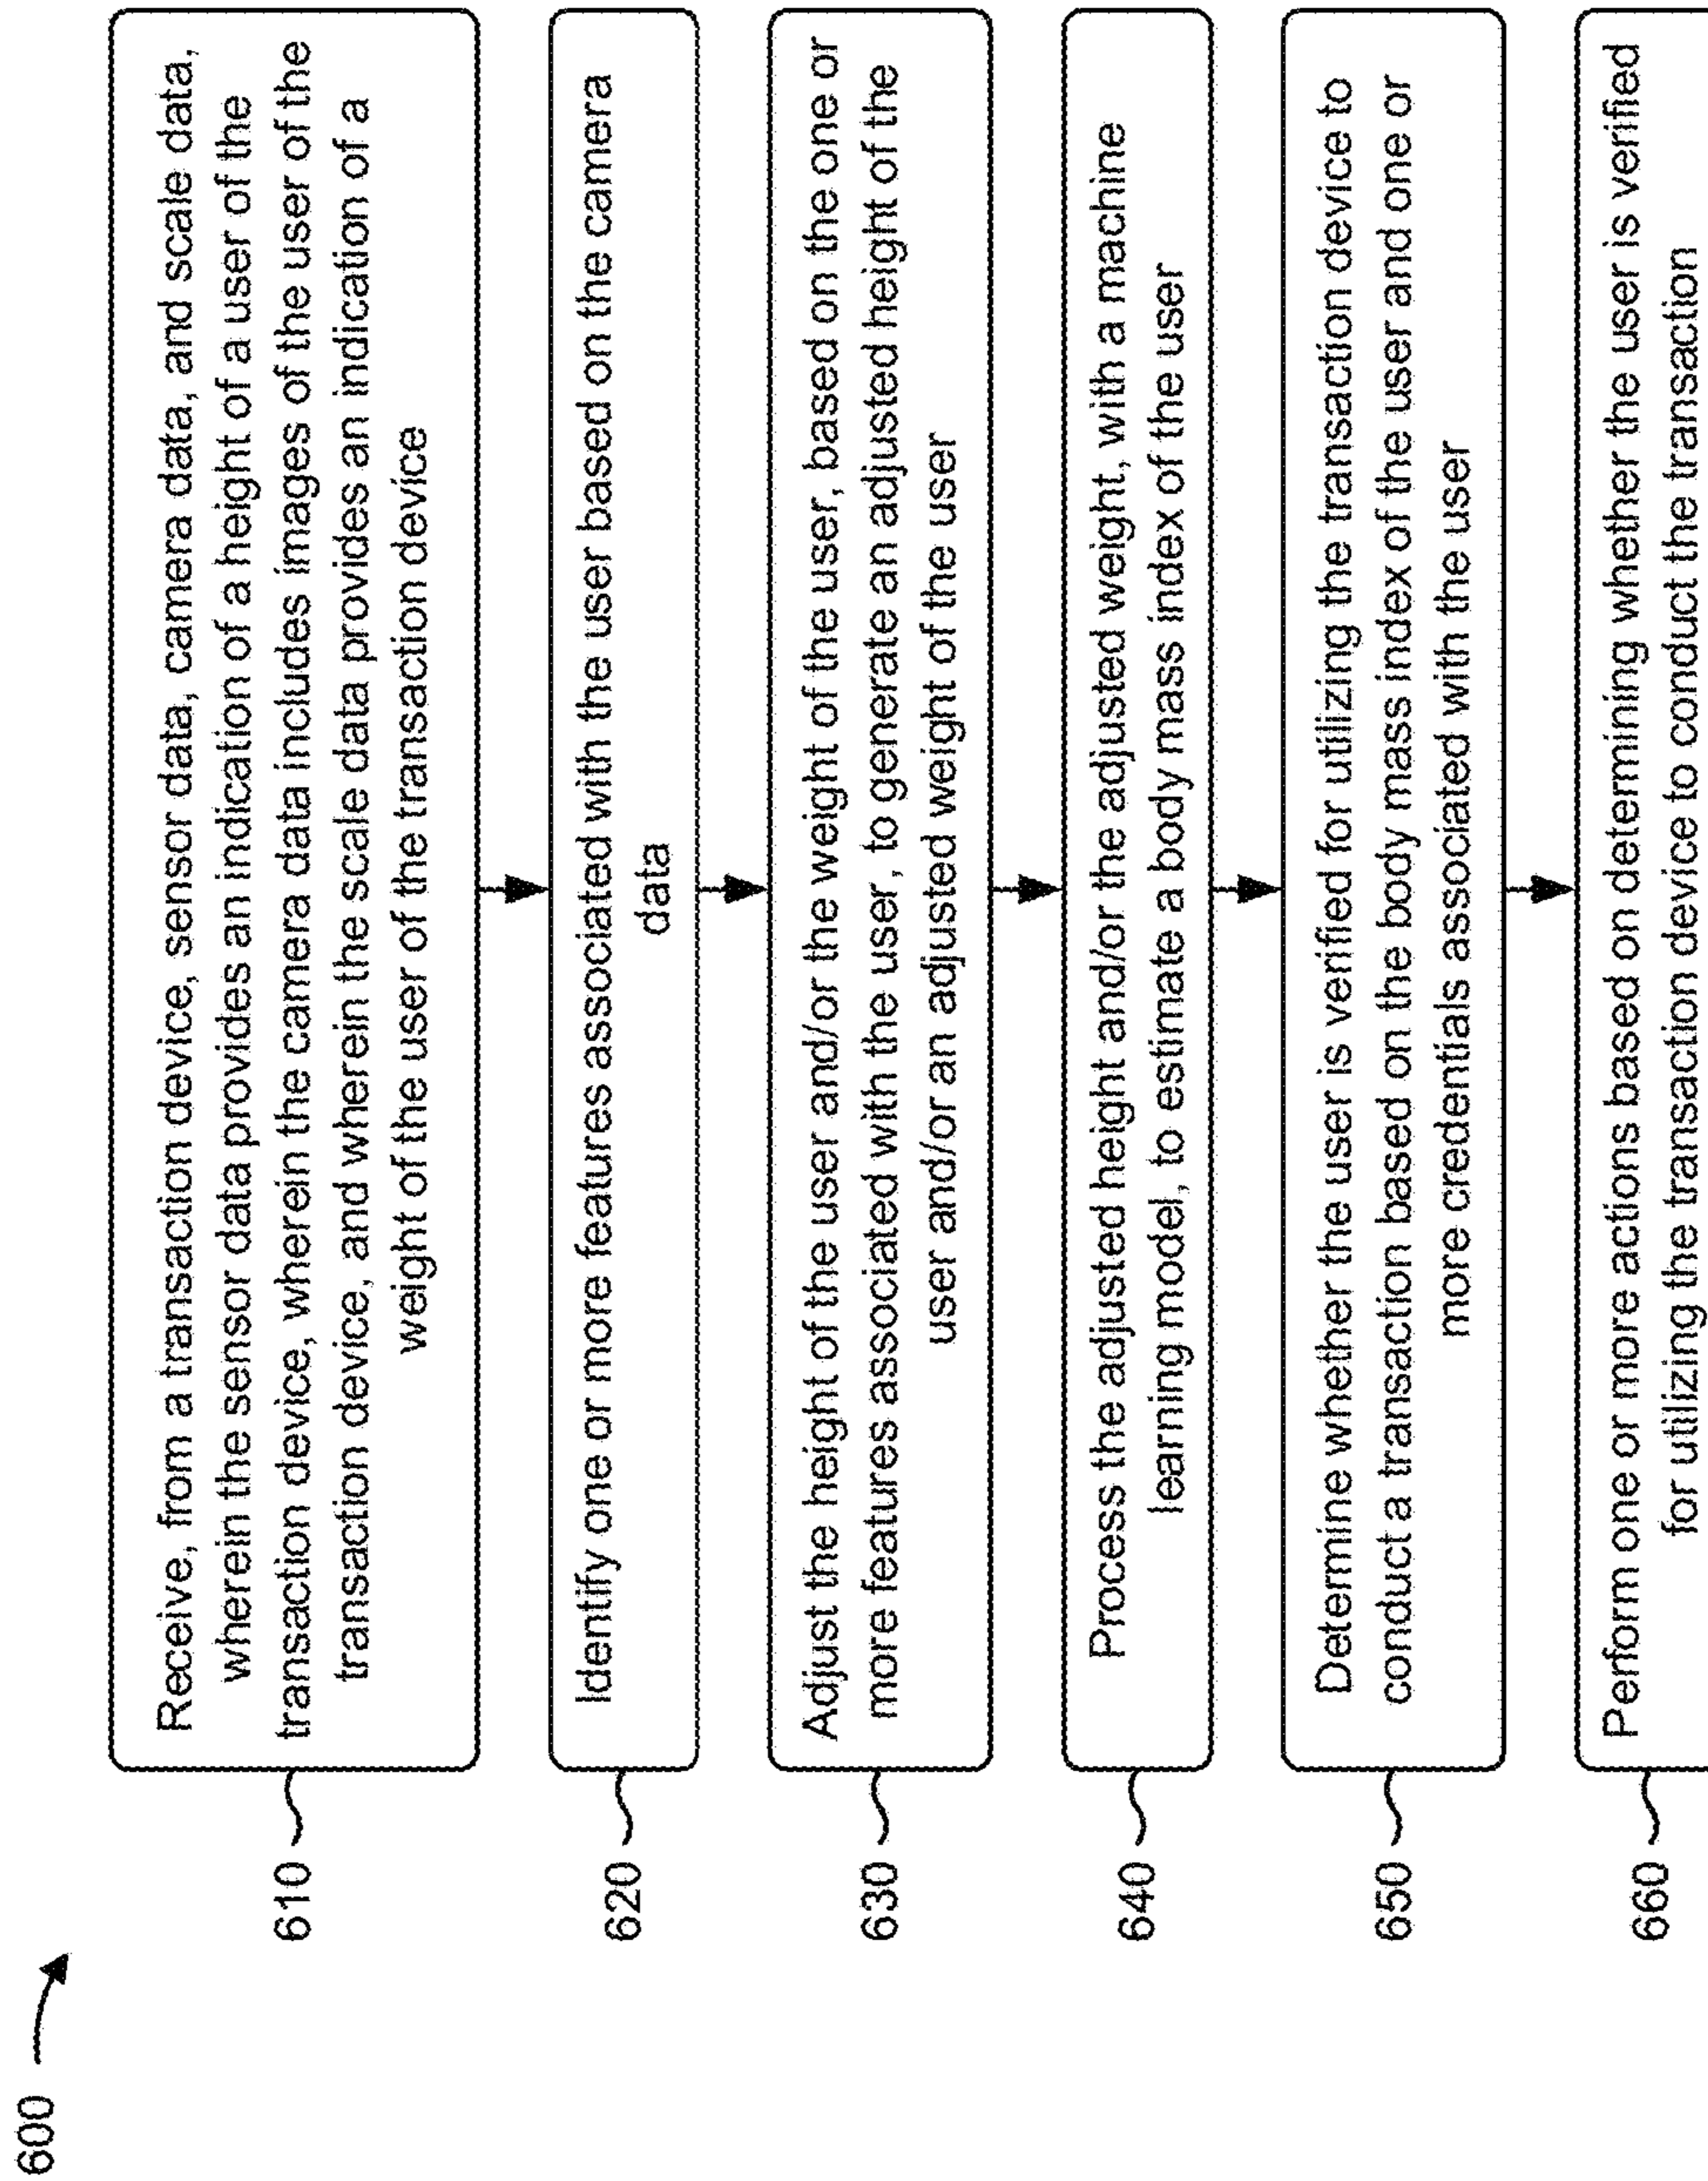 600
610
Receive, from a transaction device, sensor data, camera data, and scale data,
wherein the sensor data provides an indication of a height of a user of the
transaction device, wherein the camera data includes images of the user of the
transaction device, and wherein the scale data provides an indication of a
weight of the user of the transaction device
620
Identify one or more features associated with the user based on the camera
data
630
Adjust the height of the user and/or the weight of the user, based on the one or
more features associated with the user, to generate an adjusted height of the
user and/or an adjusted weight of the user
640
Process the adjusted height and/or the adjusted weight, with a machine
learning model, to estimate a body mass index of the user
650
Determine whether the user is verified for utilizing the transaction device to
conduct a transaction based on the body mass index of the user and one or
more credentials associated with the user
660
Perform one or more actions based on determining whether the user is verified
for utilizing the transaction device to conduct the transaction